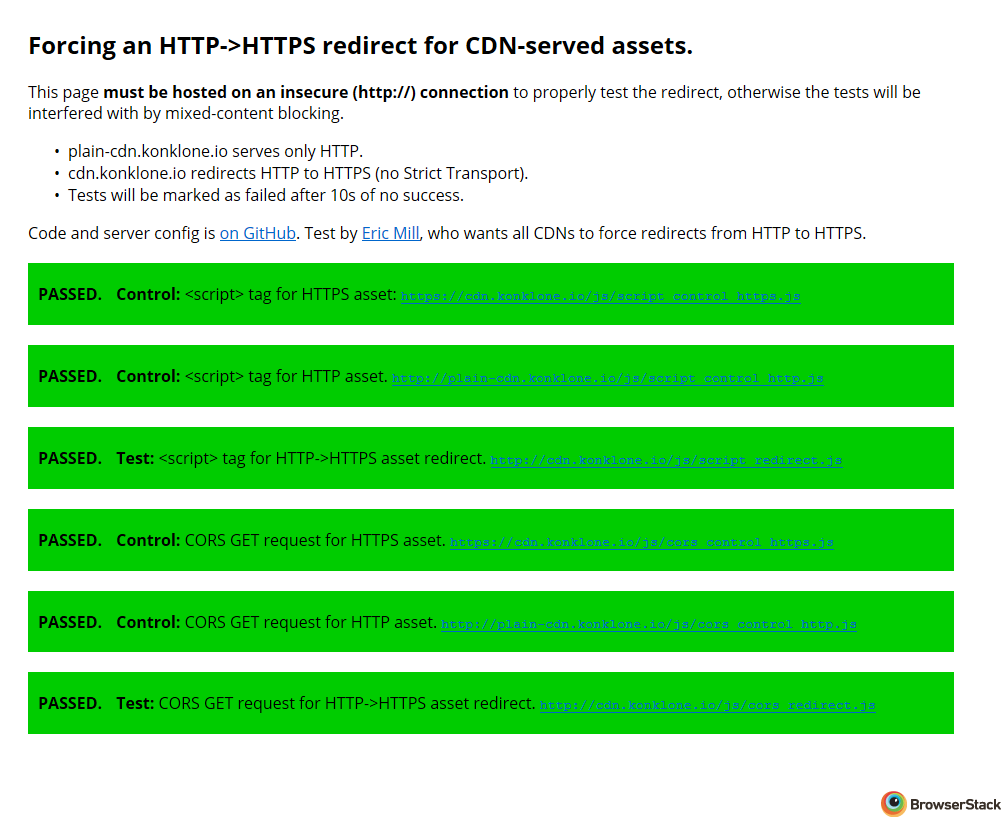 Forcing an HTTP->HTTPS redirect for CDN-served assets.
This page must be hosted on an insecure (http://) connection to properly test the redirect, otherwise the tests will be
interfered with by mixed-content blocking.
• plain-cdn.konklone.io serves only HTTP.
• cdn.konklone.io redirects HTTP to HTTPS (no Strict Transport).
• Tests will be marked as failed after 10s of no success.
Code and server config is on GitHub. Test by Eric Mill, who wants all CDNs to force redirects from HTTP to HTTPS.
PASSED. Control: <script> tag for HTTPS asset: https://cdn.konklone.io/js/script_control_https.js
PASSED. Control: <script> tag for HTTP asset. http://plain-cdn.konklone.io/js/script_control_http.js
PASSED. Test: <script> tag for HTTP->HTTPS asset redirect. http://cdn.konklone.io/js/script_redirect.js
PASSED. Control: CORS GET request for HTTPS asset. https://cdn.konklone.io/js/cors_control_https.js
PASSED. Control: CORS GET request for HTTP asset. http://plain-cdn.konklone.io/js/cors_control_http.js
PASSED. Test: CORS GET request for HTTP->HTTPS asset redirect. http://cdn.konklone.io/js/cors_redirect.js
BrowserStack